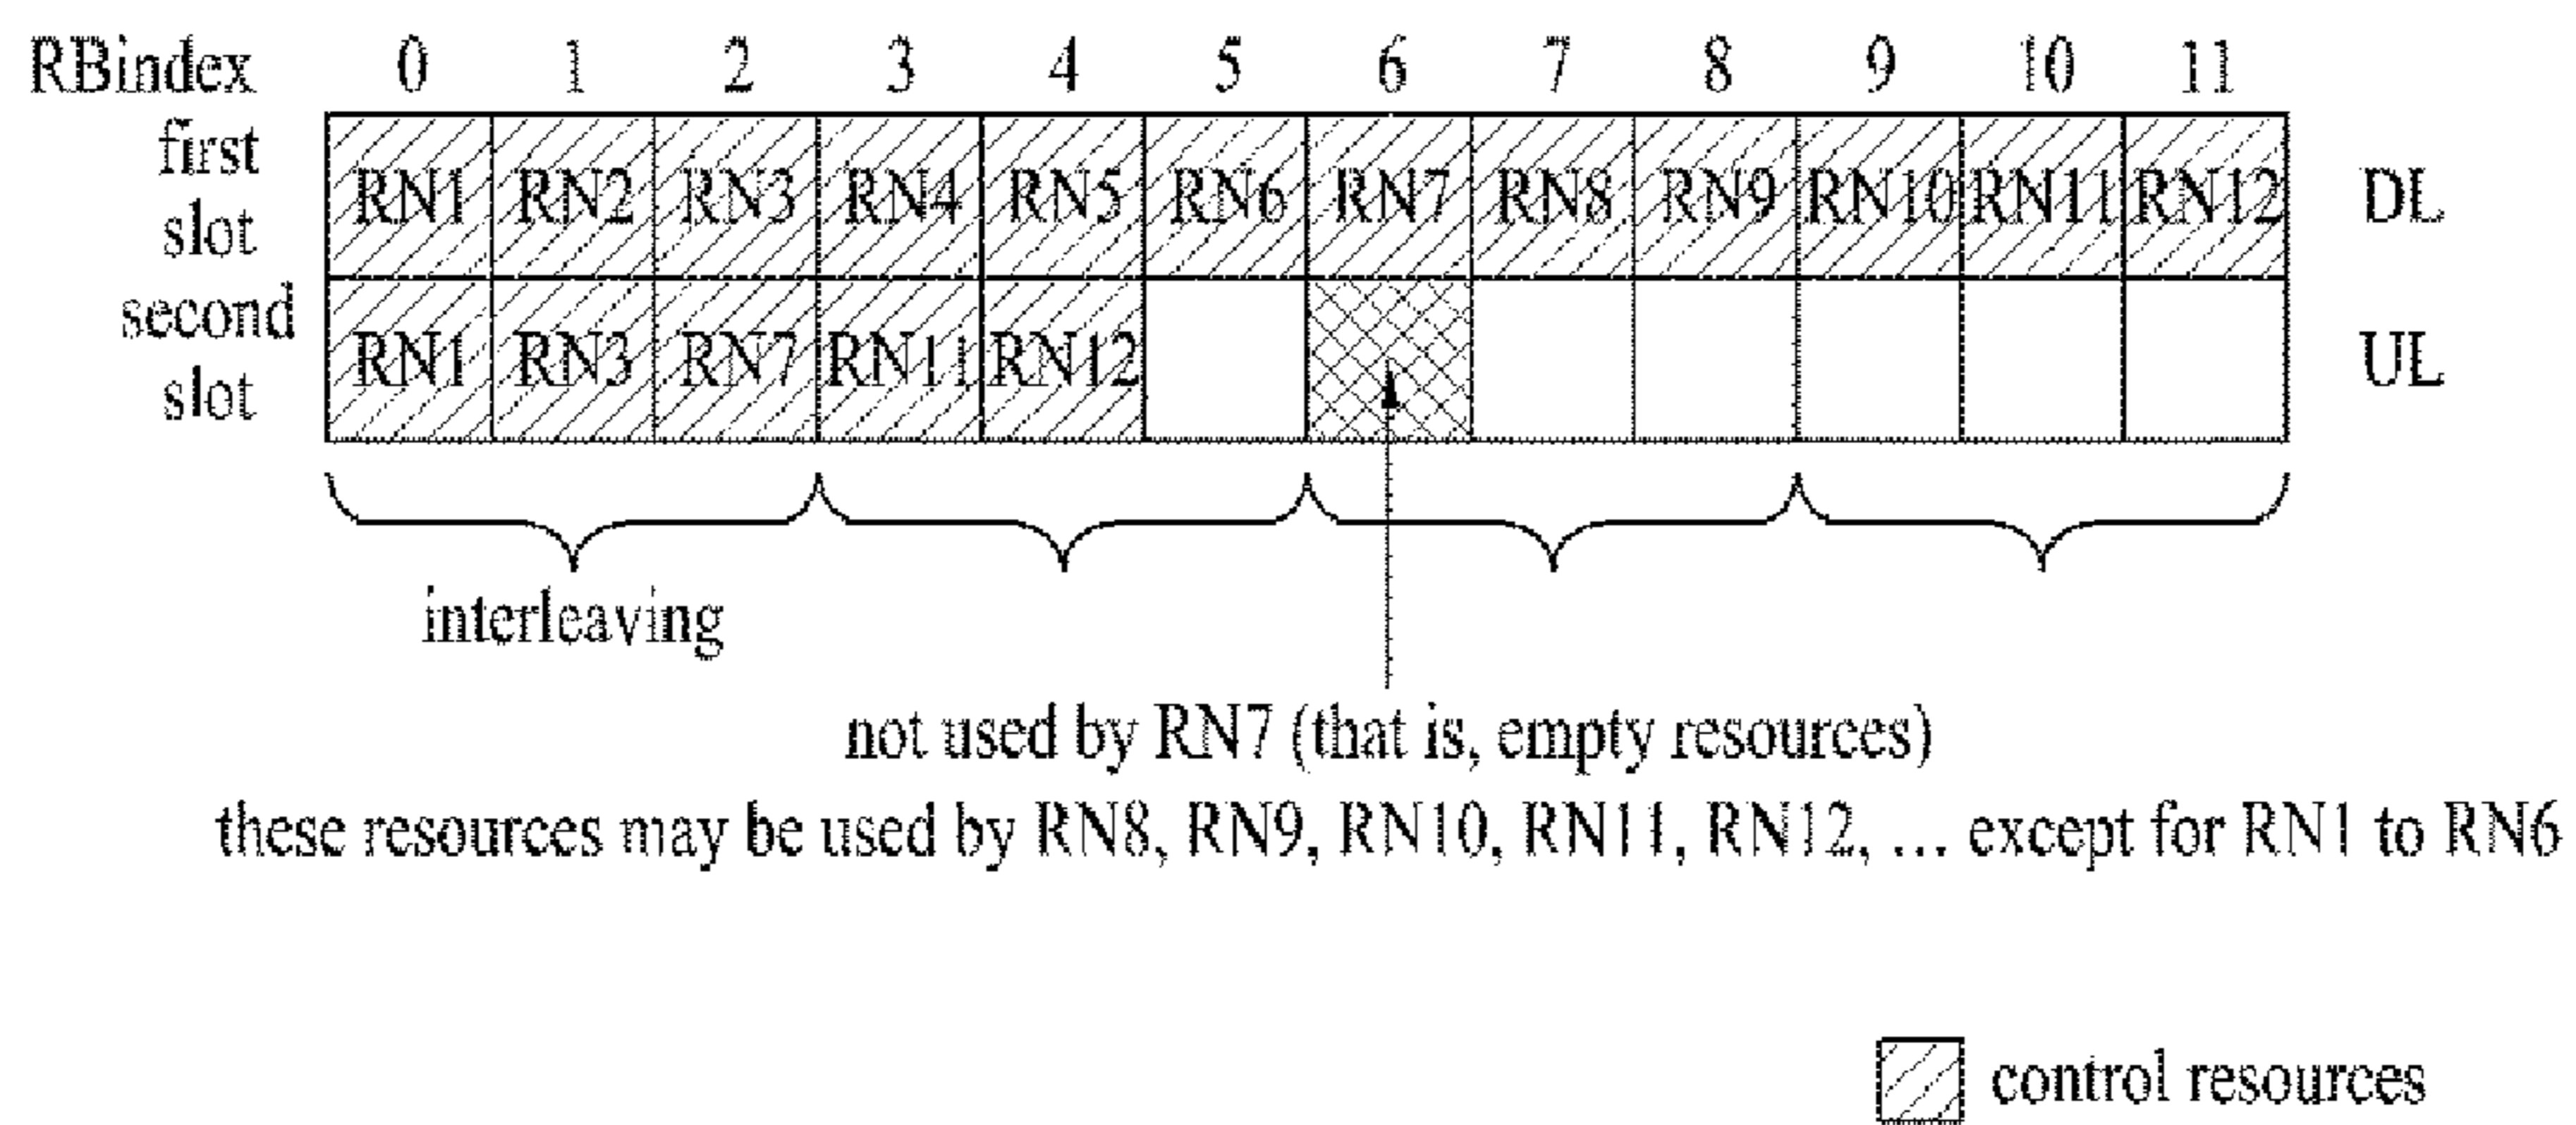 RBindex 0 1 2 3 4 5 6 7 8 9 10 11
first slot RN1 RN2 RN3 RN4 RN5 RN6 RN7 RN8 RN9 RN10 RN11 RN12 DL
second slot RN1 RN3 RN7 RN11 RN12 UL
interleaving
not used by RN7 (that is, empty resources)
these resources may be used by RN8, RN9, RN10, RN11, RN12, ... except for RN1 to RN6
control resources